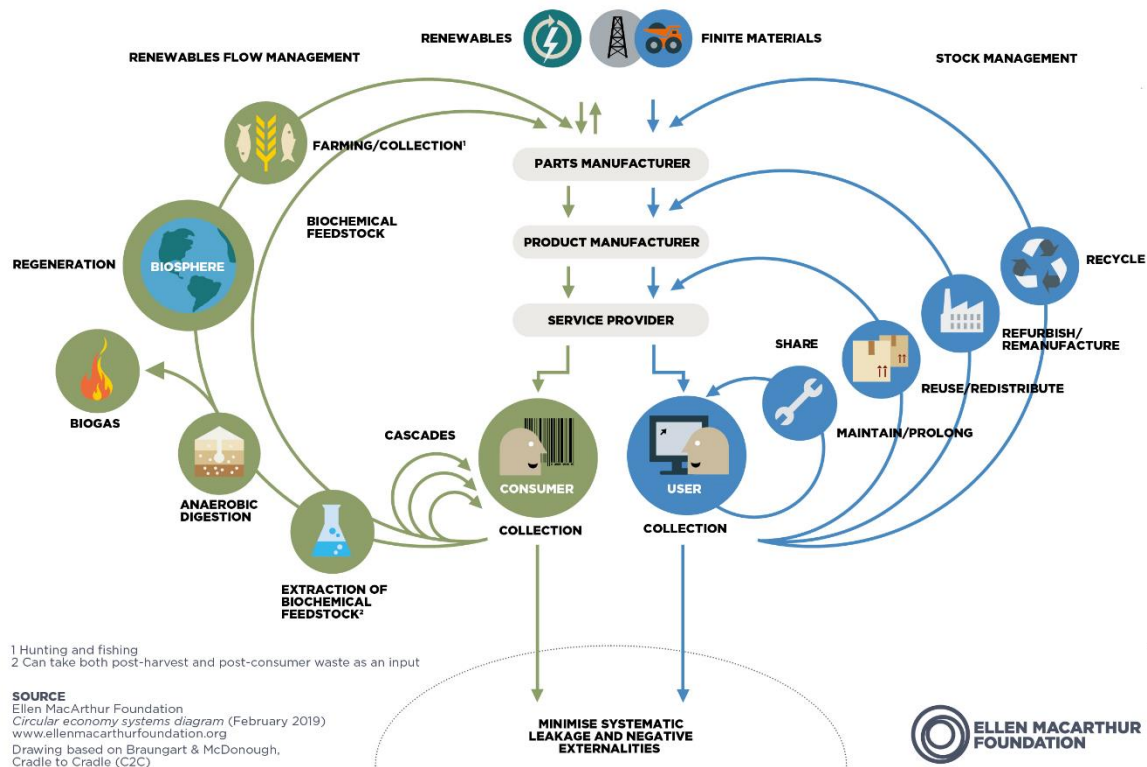 RENEWABLES
FINITE MATERIALS
RENEWABLES FLOW MANAGEMENT
STOCK MANAGEMENT
FARMING/COLLECTION¹
PARTS MANUFACTURER
BIOCHEMICAL
FEEDSTOCK
PRODUCT MANUFACTURER
REGENERATION
BIOSPHERE
RECYCLE
SERVICE PROVIDER
SHARE
REFURBISH/
REMANUFACTURE
REUSE/REDISTRIBUTE
BIOGAS
CASCADES
MAINTAIN/PROLONG
CONSUMER
USER
ANAEROBIC
DIGESTION
COLLECTION
COLLECTION
EXTRACTION OF
BIOCHEMICAL
FEEDSTOCK²
1 Hunting and fishing
2 Can take both post-harvest and post-consumer waste as an input
SOURCE
Ellen MacArthur Foundation
Circular economy systems diagram (February 2019)
www.ellenmacarthurfoundation.org
Drawing based on Braungart & McDonough,
Cradle to Cradle (C2C)
MINIMISE SYSTEMATIC
LEAKAGE AND NEGATIVE
EXTERNALITIES
ELLEN MACARTHUR
FOUNDATION